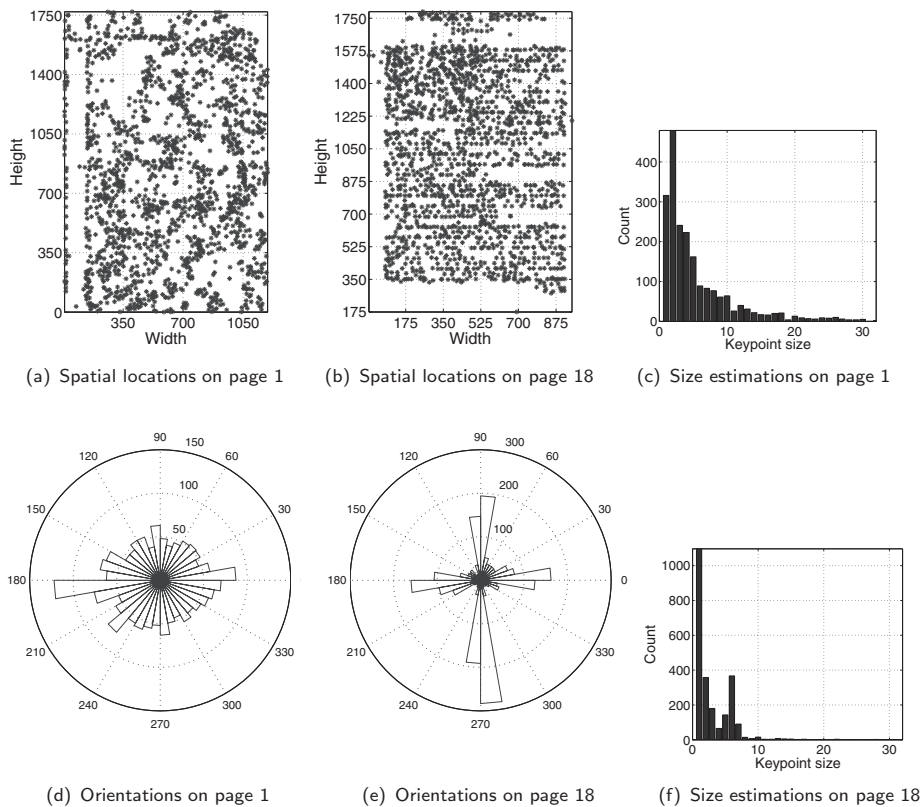 1750
1400
1050
700
350
0
Height
350 700 1050
Width
(a) Spatial locations on page 1
1750
1575
1400
1225
1050
875
700
525
350
175
Height
175 350 525 700 875
Width
(b) Spatial locations on page 18
400
300
200
100
0
Count
0 10 20 30
Keypoint size
(c) Size estimations on page 1
90
150
120 60
100
150 30
50
180
210 330
240 300
270
(d) Orientations on page 1
90
300
120 60
200
150 30
100
180 0
210 330
240 300
270
(e) Orientations on page 18
1000
800
600
400
200
0
Count
0 10 20 30
Keypoint size
(f) Size estimations on page 18